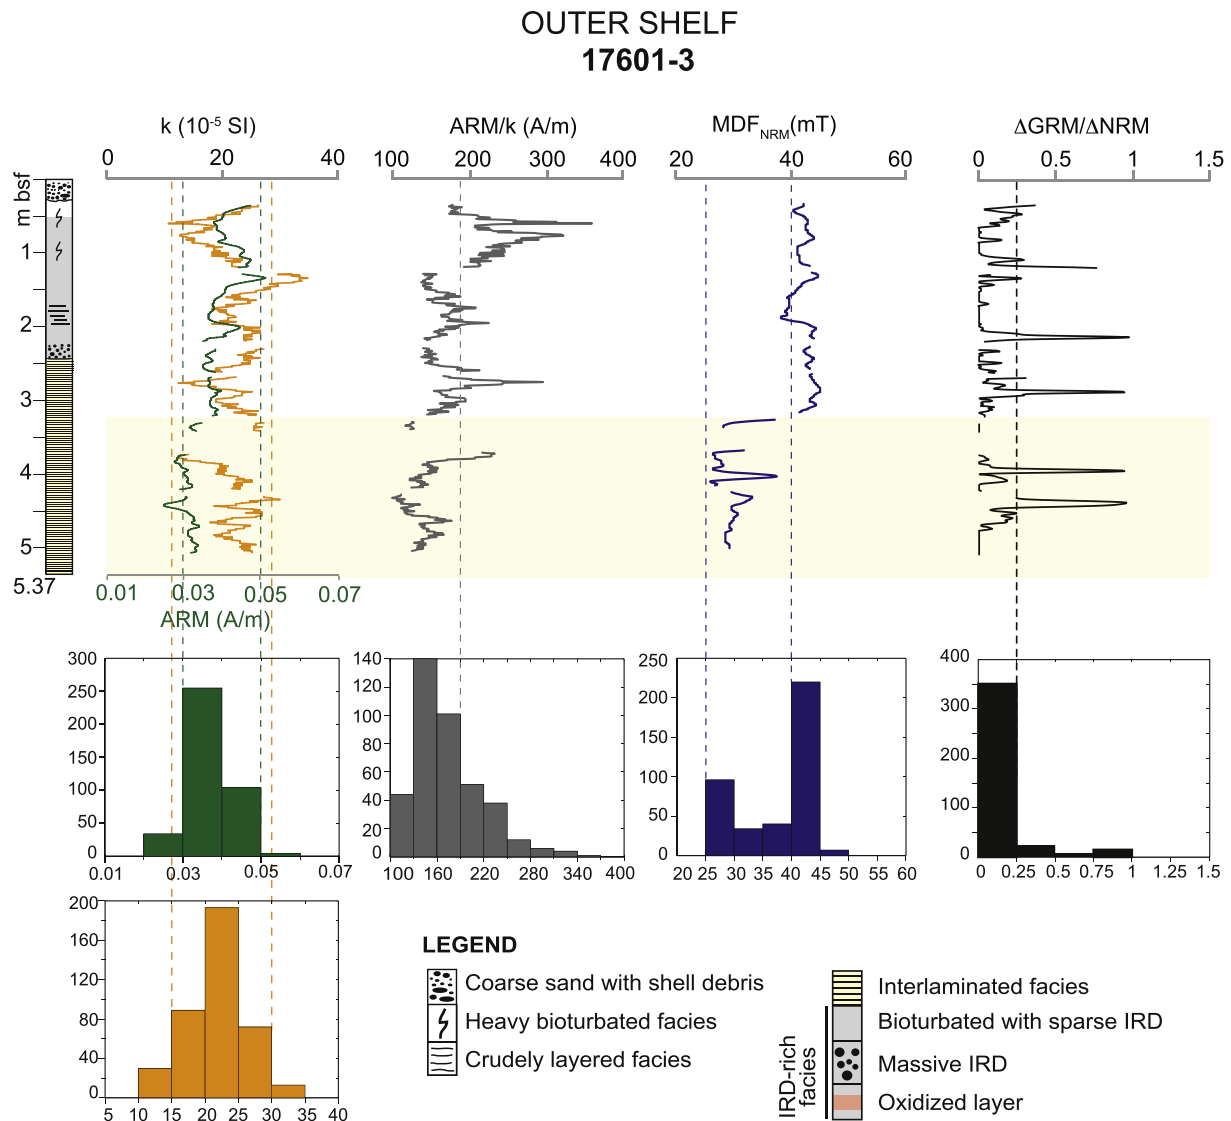 OUTER SHELF
17601-3
k (10-5 SI)
ARM/k (A/m)
MDFNRM(mT)
ΔGRM/ΔNRM
0 20 40
100 200 300 400
20 40 60
0 0.5 1 1.5
m bsf
1
2
3
4
5
5.37
0.01 0.03 0.05 0.07
ARM (A/m)
300
250
200
150
100
50
0
0.01 0.03 0.05 0.07
140
120
100
80
60
40
20
0
100 160 220 280 340 400
250
200
150
100
50
0
20 25 30 35 40 45 50 55 60
400
300
200
100
0
0 0.25 0.5 0.75 1 1.25 1.5
200
160
120
80
40
0
5 10 15 20 25 30 35 40
LEGEND
Coarse sand with shell debris
Heavy bioturbated facies
Crudely layered facies
Interlaminated facies
IRD-rich
facies
Bioturbated with sparse IRD
Massive IRD
Oxidized layer